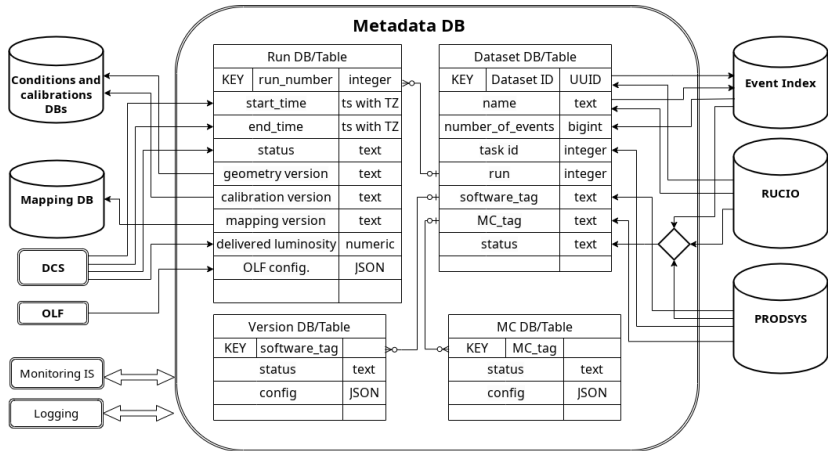 Metadata DB
Conditions and
calibrations
DBs
Mapping DB
DCS
OLF
Monitoring IS
Logging
Run DB/Table
KEY run_number integer
start_time ts with TZ
end_time ts with TZ
status text
geometry version text
calibration version text
mapping version text
delivered luminosity numeric
OLF config. JSON
Dataset DB/Table
KEY Dataset ID UUID
name text
number_of_events bigint
task id integer
run integer
software_tag text
MC_tag text
status text
Version DB/Table
KEY software_tag
status text
config JSON
MC DB/Table
KEY MC_tag
status text
config JSON
Event Index
RUCIO
PRODSYS